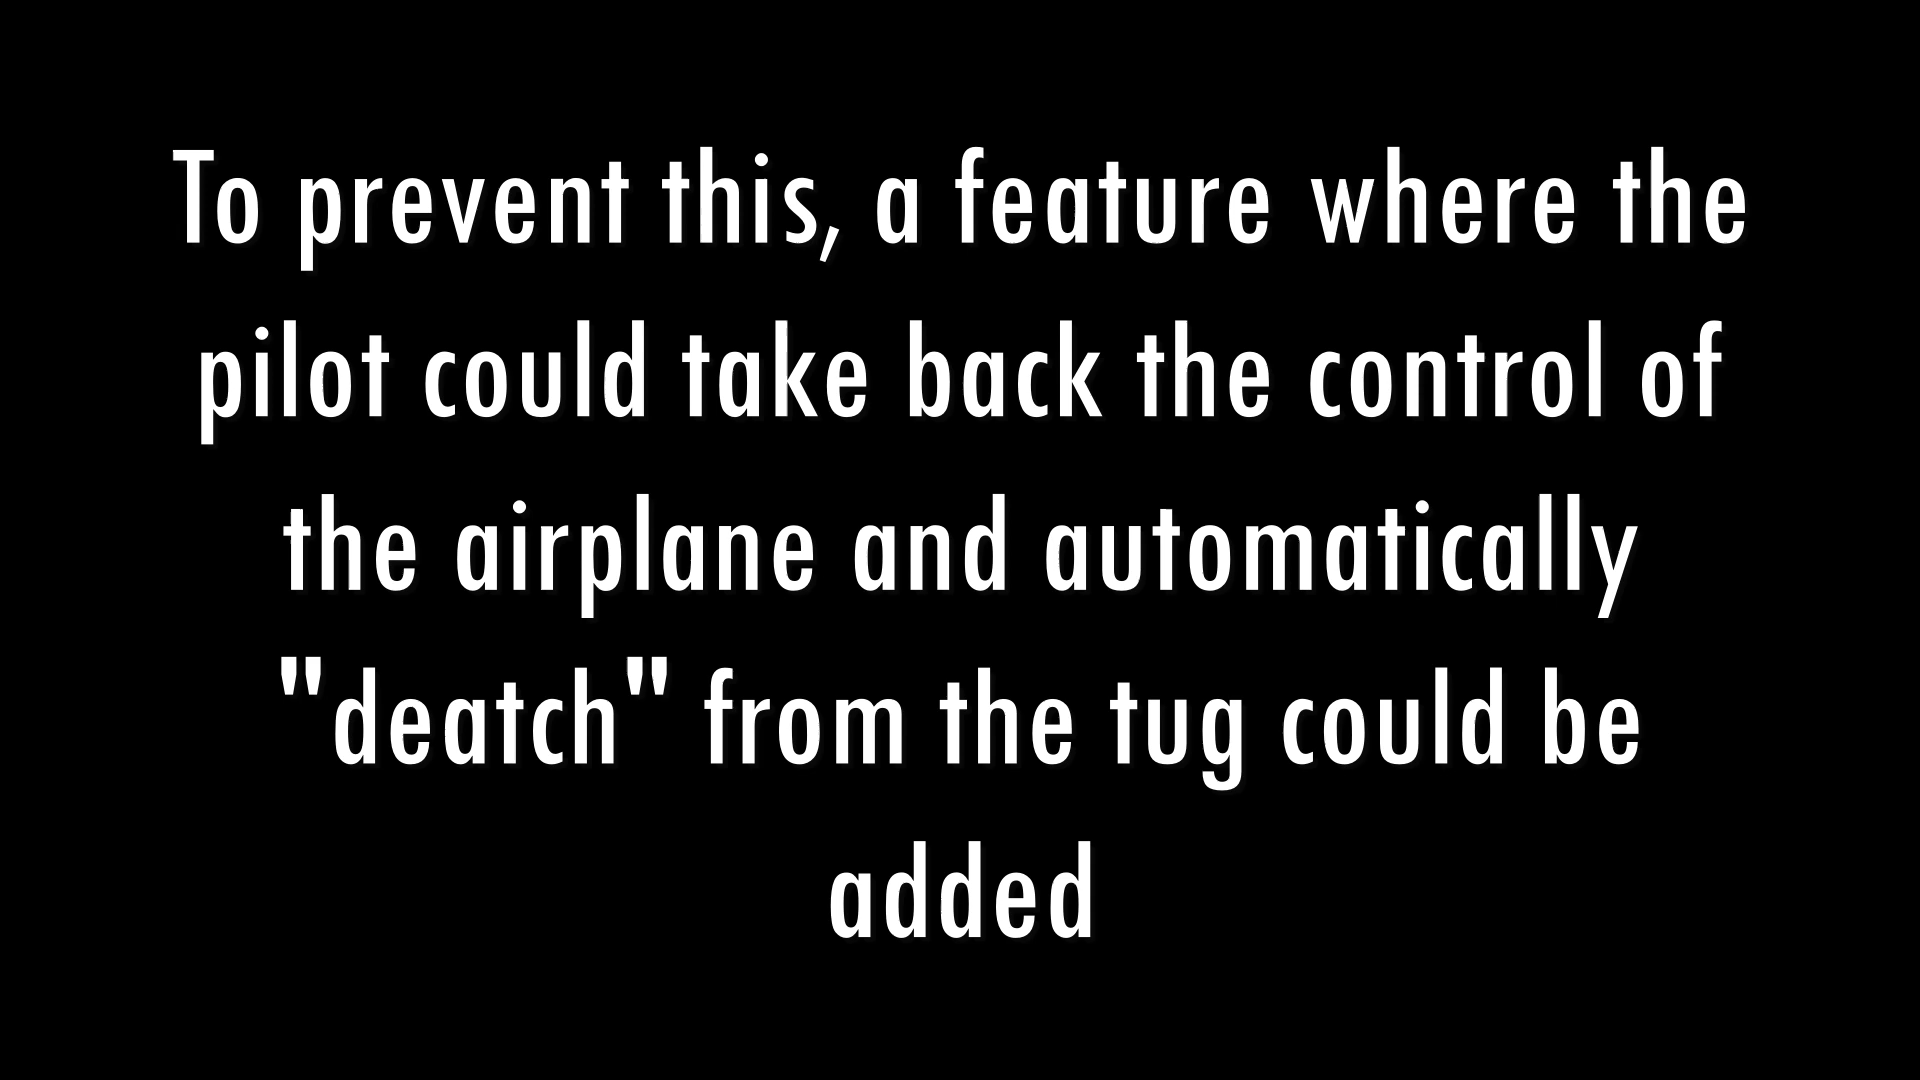 To prevent this, a feature where the
pilot could take back the control of
the airplane and automatically
"deatch" from the tug could be
added